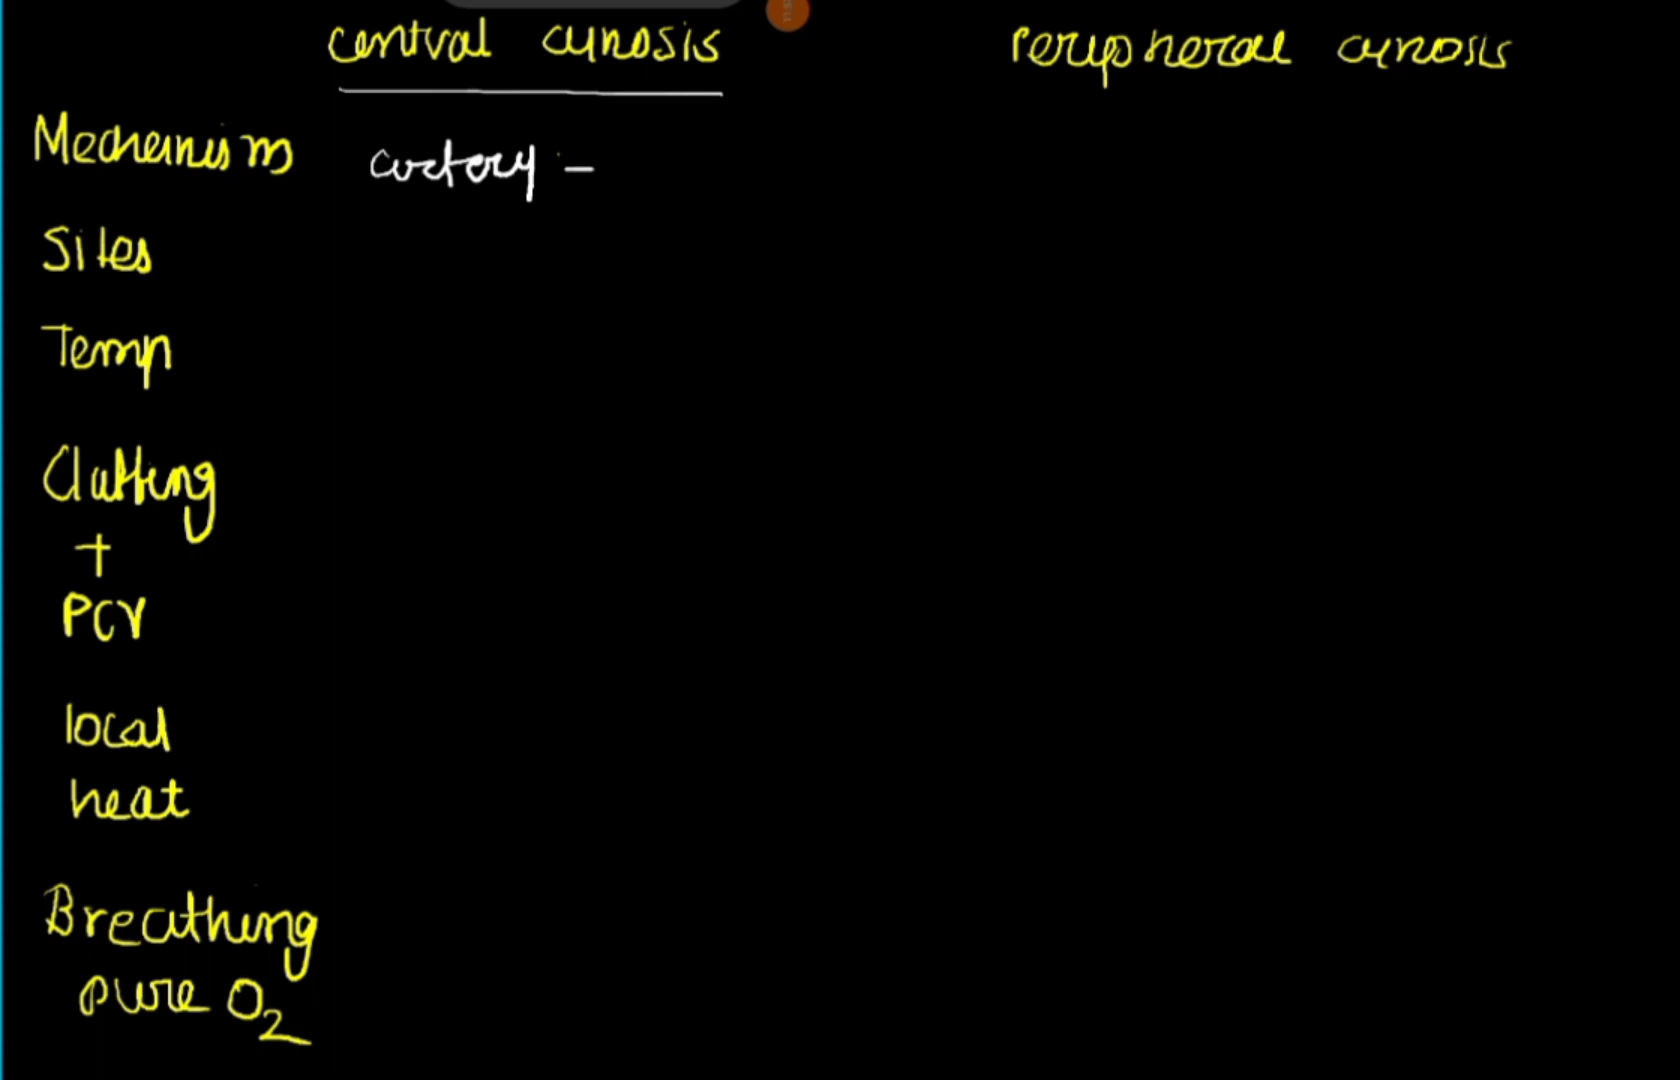 central cynosis
peripheral cynosis
Mechanism
artery -
Sites
Temp
Clubbing
+
PCV
local
heat
Breathing
pure O2